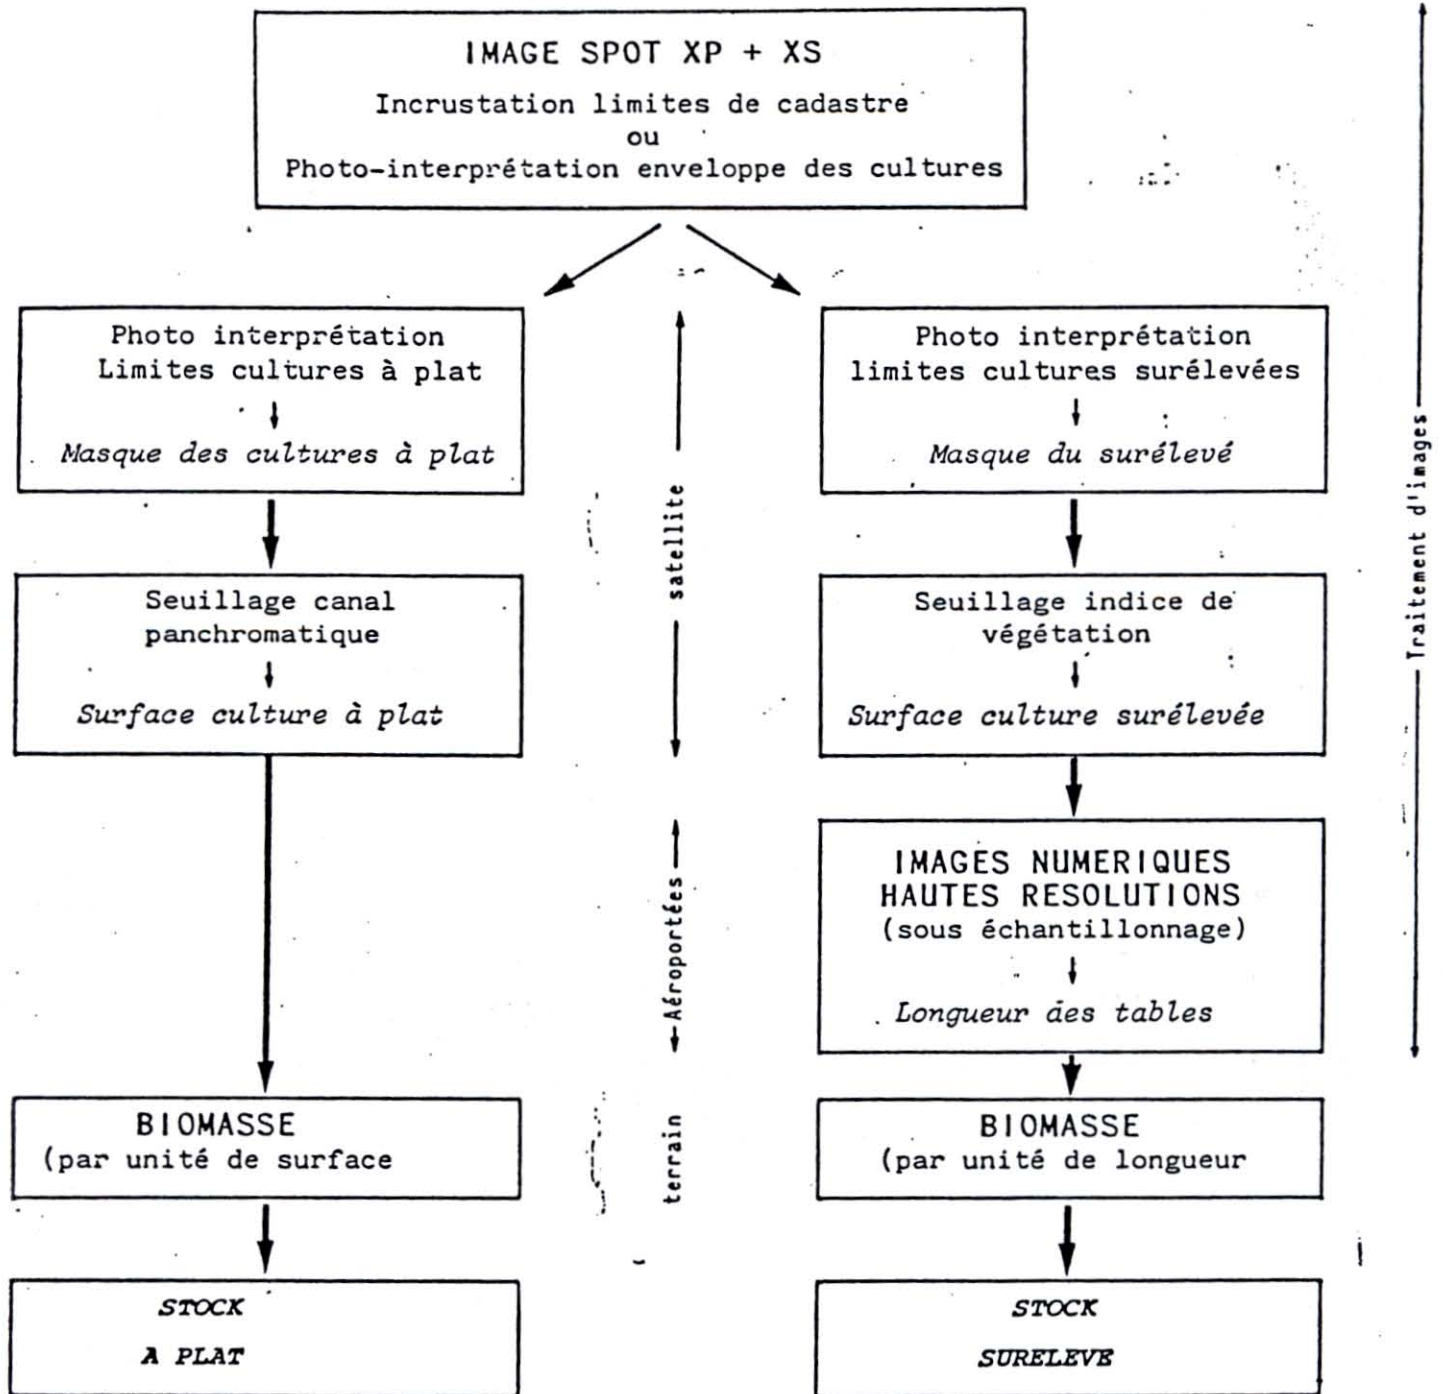 IMAGE SPOT XP + XS
Incrustation limites de cadastre
ou
Photo-interprétation enveloppe des cultures
Photo interprétation
Limites cultures à plat
Masque des cultures à plat
Photo interprétation
limites cultures surélevées
Masque du surélevé
satellite
Traitement d'images
Seuillage canal
panchromatique
Surface culture à plat
Seuillage indice de
végétation
Surface culture surélevée
Aéroportées
IMAGES NUMERIQUES
HAUTES RESOLUTIONS
(sous échantillonnage)
Longueur des tables
BIOMASSE
(par unité de surface
terrain
BIOMASSE
(par unité de longueur
STOCK
A PLAT
STOCK
SURELEVE